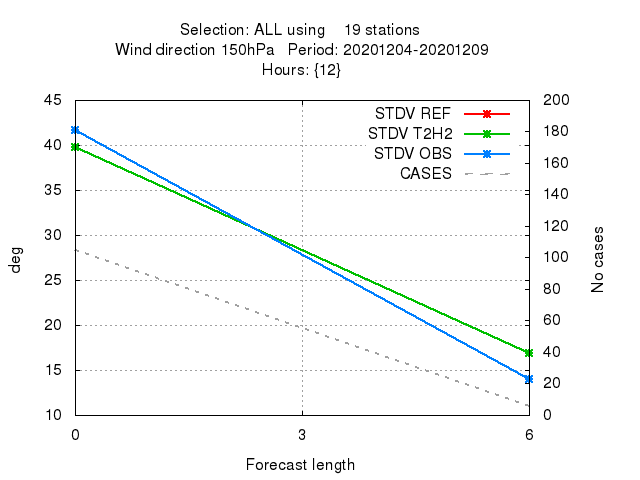 Selection: ALL using 19 stations
Wind direction 150hPa Period: 20201204-20201209
Hours: {12}
STDV REF
STDV T2H2
STDV OBS
CASES
45
40
35
30
25
20
15
10
deg
200
180
160
140
120
100
80
60
40
20
0
No cases
0 3 6
Forecast length